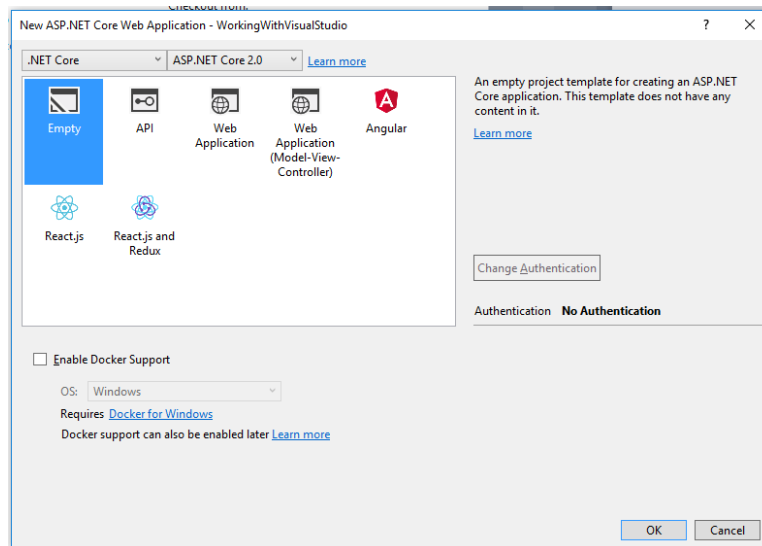 Checkout from:
New ASP.NET Core Web Application - WorkingWithVisualStudio
? X
.NET Core
ASP.NET Core 2.0
Learn more
Empty
API
Web
Application
Web
Application
(Model-View-
Controller)
Angular
React.js
React.js and
Redux
An empty project template for creating an ASP.NET
Core application. This template does not have any
content in it.
Learn more
Change Authentication
Authentication No Authentication
Enable Docker Support
OS: Windows
Requires Docker for Windows
Docker support can also be enabled later Learn more
OK
Cancel